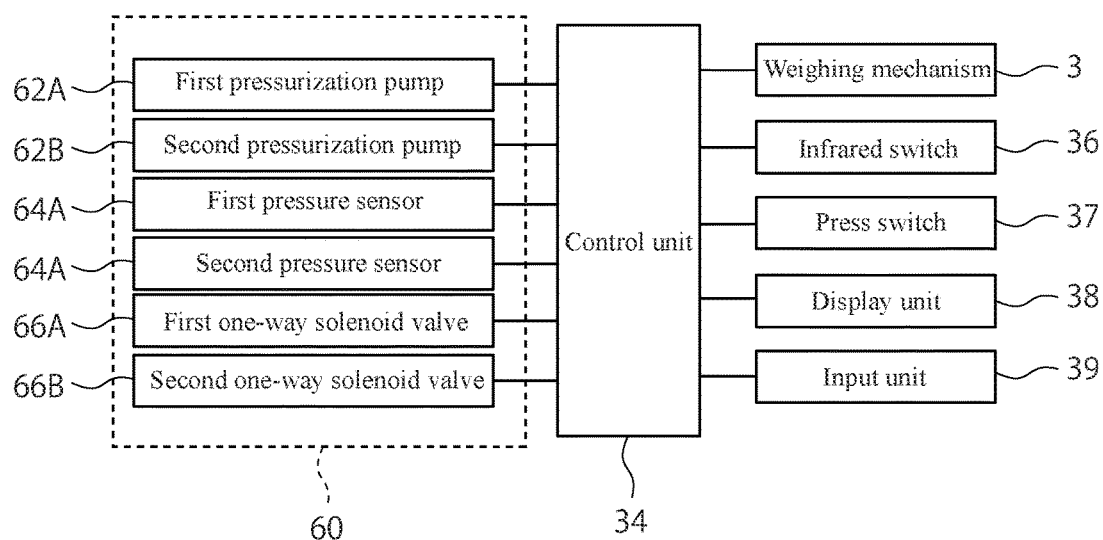 62A First pressurization pump
62B Second pressurization pump
64A First pressure sensor
64A Second pressure sensor
66A First one-way solenoid valve
66B Second one-way solenoid valve
60
Control unit
34
Weighing mechanism 3
Infrared switch 36
Press switch 37
Display unit 38
Input unit 39